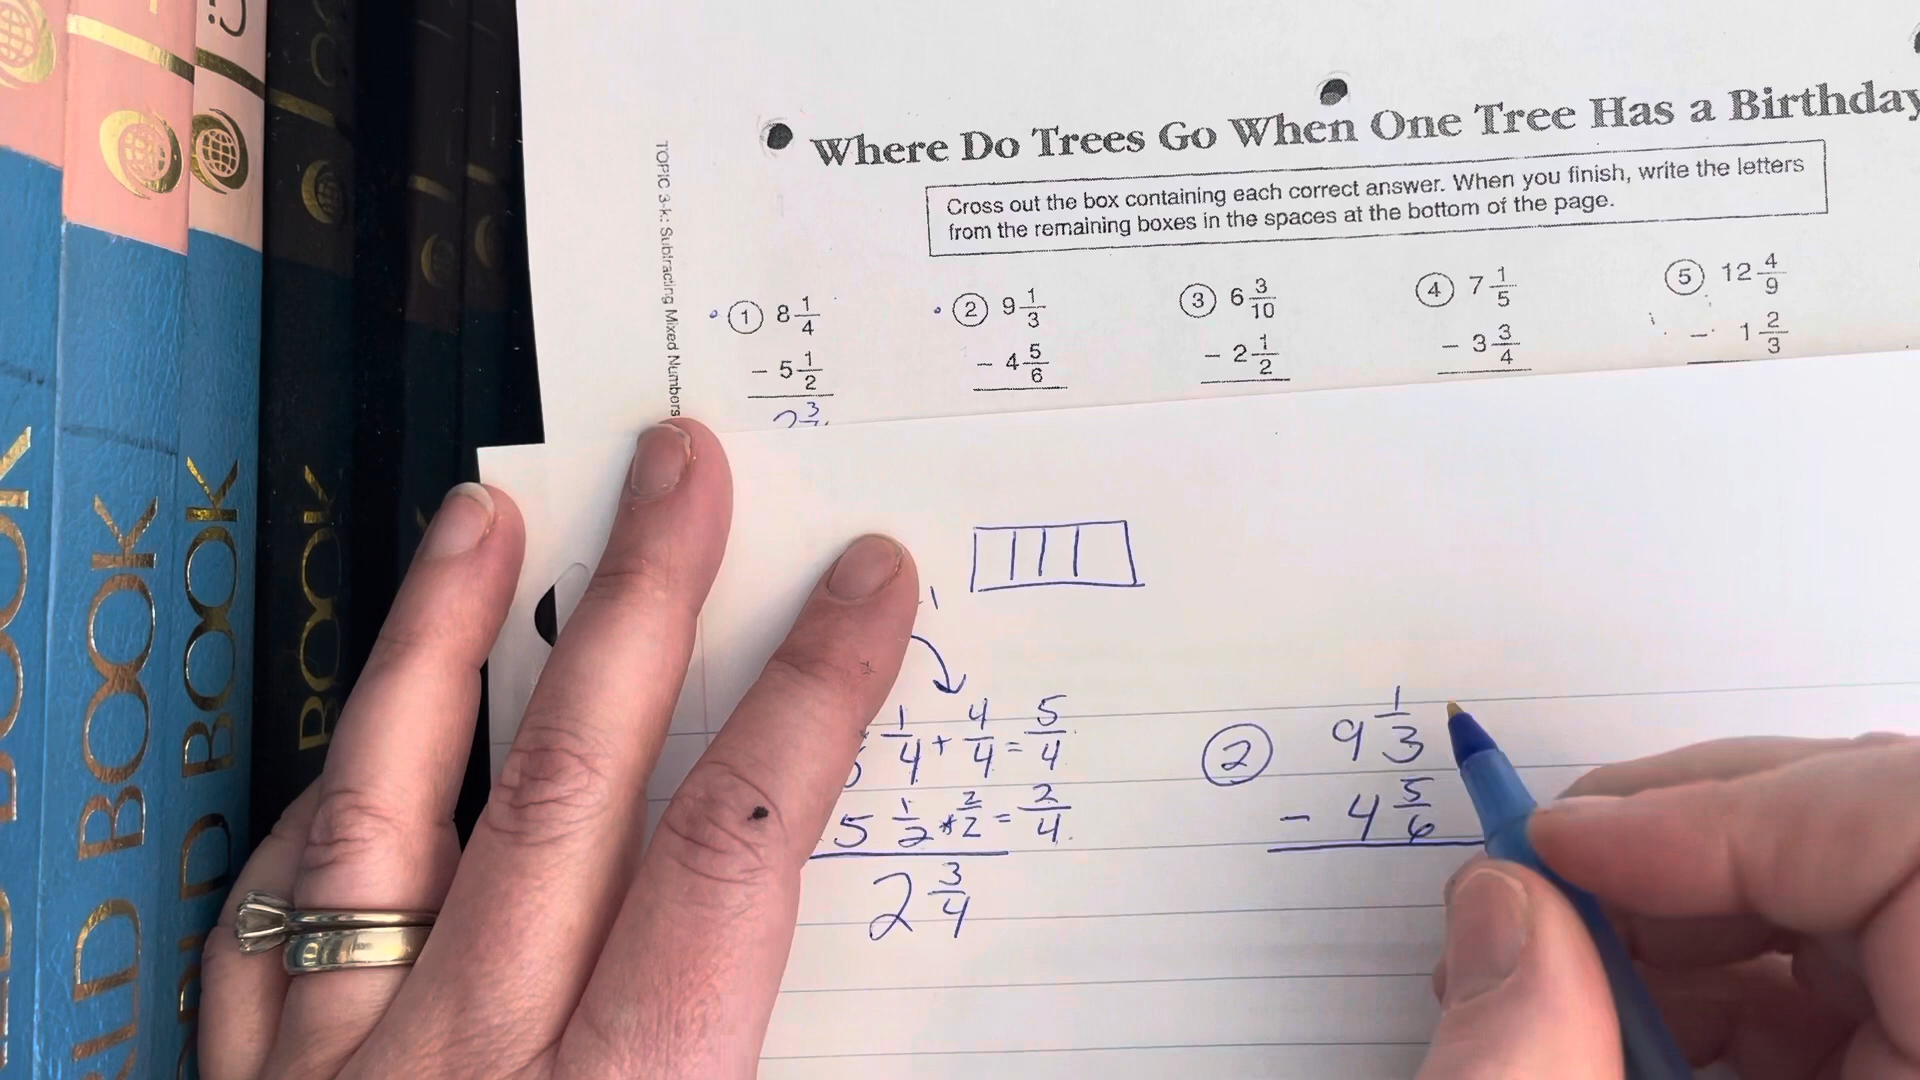 Where Do Trees Go When One Tree Has a Birthday
TOPIC 3-k: Subtracting Mixed Numbers
Cross out the box containing each correct answer. When you finish, write the letters
from the remaining boxes in the spaces at the bottom of the page.
① 8 1/4
- 5 1/2
② 9 1/3
- 4 5/6
③ 6 3/10
- 2 1/2
④ 7 1/5
- 3 3/4
⑤ 12 4/9
- 1 2/3
1/4 + 4/4 = 5/4
5 1/2 * 2/2 = 2/4
2 3/4
② 9 1/3
- 4 5/6
BOOK
BOOK
BOOK